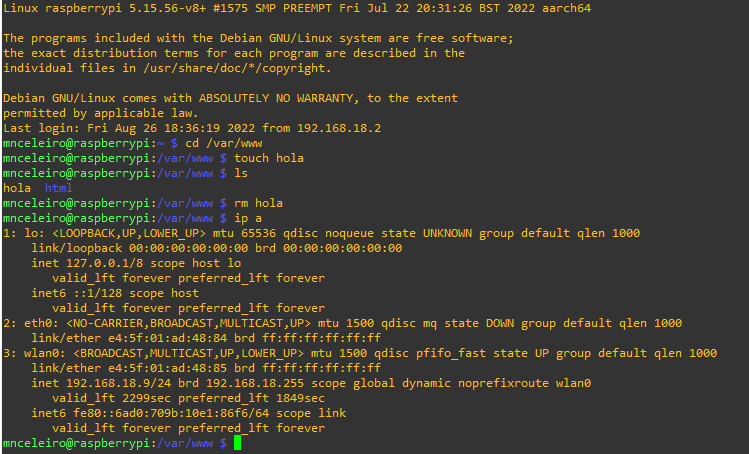 Linux raspberrypi 5.15.56-v8+ #1575 SMP PREEMPT Fri Jul 22 20:31:26 BST 2022 aarch64
The programs included with the Debian GNU/Linux system are free software;
the exact distribution terms for each program are described in the
individual files in /usr/share/doc/*/copyright.
Debian GNU/Linux comes with ABSOLUTELY NO WARRANTY, to the extent
permitted by applicable law.
Last login: Fri Aug 26 18:36:19 2022 from 192.168.18.2
mnceleiro@raspberrypi:~ $ cd /var/www
mnceleiro@raspberrypi:/var/www $ touch hola
mnceleiro@raspberrypi:/var/www $ ls
hola  html
mnceleiro@raspberrypi:/var/www $ rm hola
mnceleiro@raspberrypi:/var/www $ ip a
1: lo: <LOOPBACK,UP,LOWER_UP> mtu 65536 qdisc noqueue state UNKNOWN group default qlen 1000
    link/loopback 00:00:00:00:00:00 brd 00:00:00:00:00:00
    inet 127.0.0.1/8 scope host lo
       valid_lft forever preferred_lft forever
    inet6 ::1/128 scope host
       valid_lft forever preferred_lft forever
2: eth0: <NO-CARRIER,BROADCAST,MULTICAST,UP> mtu 1500 qdisc mq state DOWN group default qlen 1000
    link/ether e4:5f:01:ad:48:84 brd ff:ff:ff:ff:ff:ff
3: wlan0: <BROADCAST,MULTICAST,UP,LOWER_UP> mtu 1500 qdisc pfifo_fast state UP group default qlen 1000
    link/ether e4:5f:01:ad:48:85 brd ff:ff:ff:ff:ff:ff
    inet 192.168.18.9/24 brd 192.168.18.255 scope global dynamic noprefixroute wlan0
       valid_lft 2299sec preferred_lft 1849sec
    inet6 fe80::6ad0:709b:10e1:86f6/64 scope link
       valid_lft forever preferred_lft forever
mnceleiro@raspberrypi:/var/www $